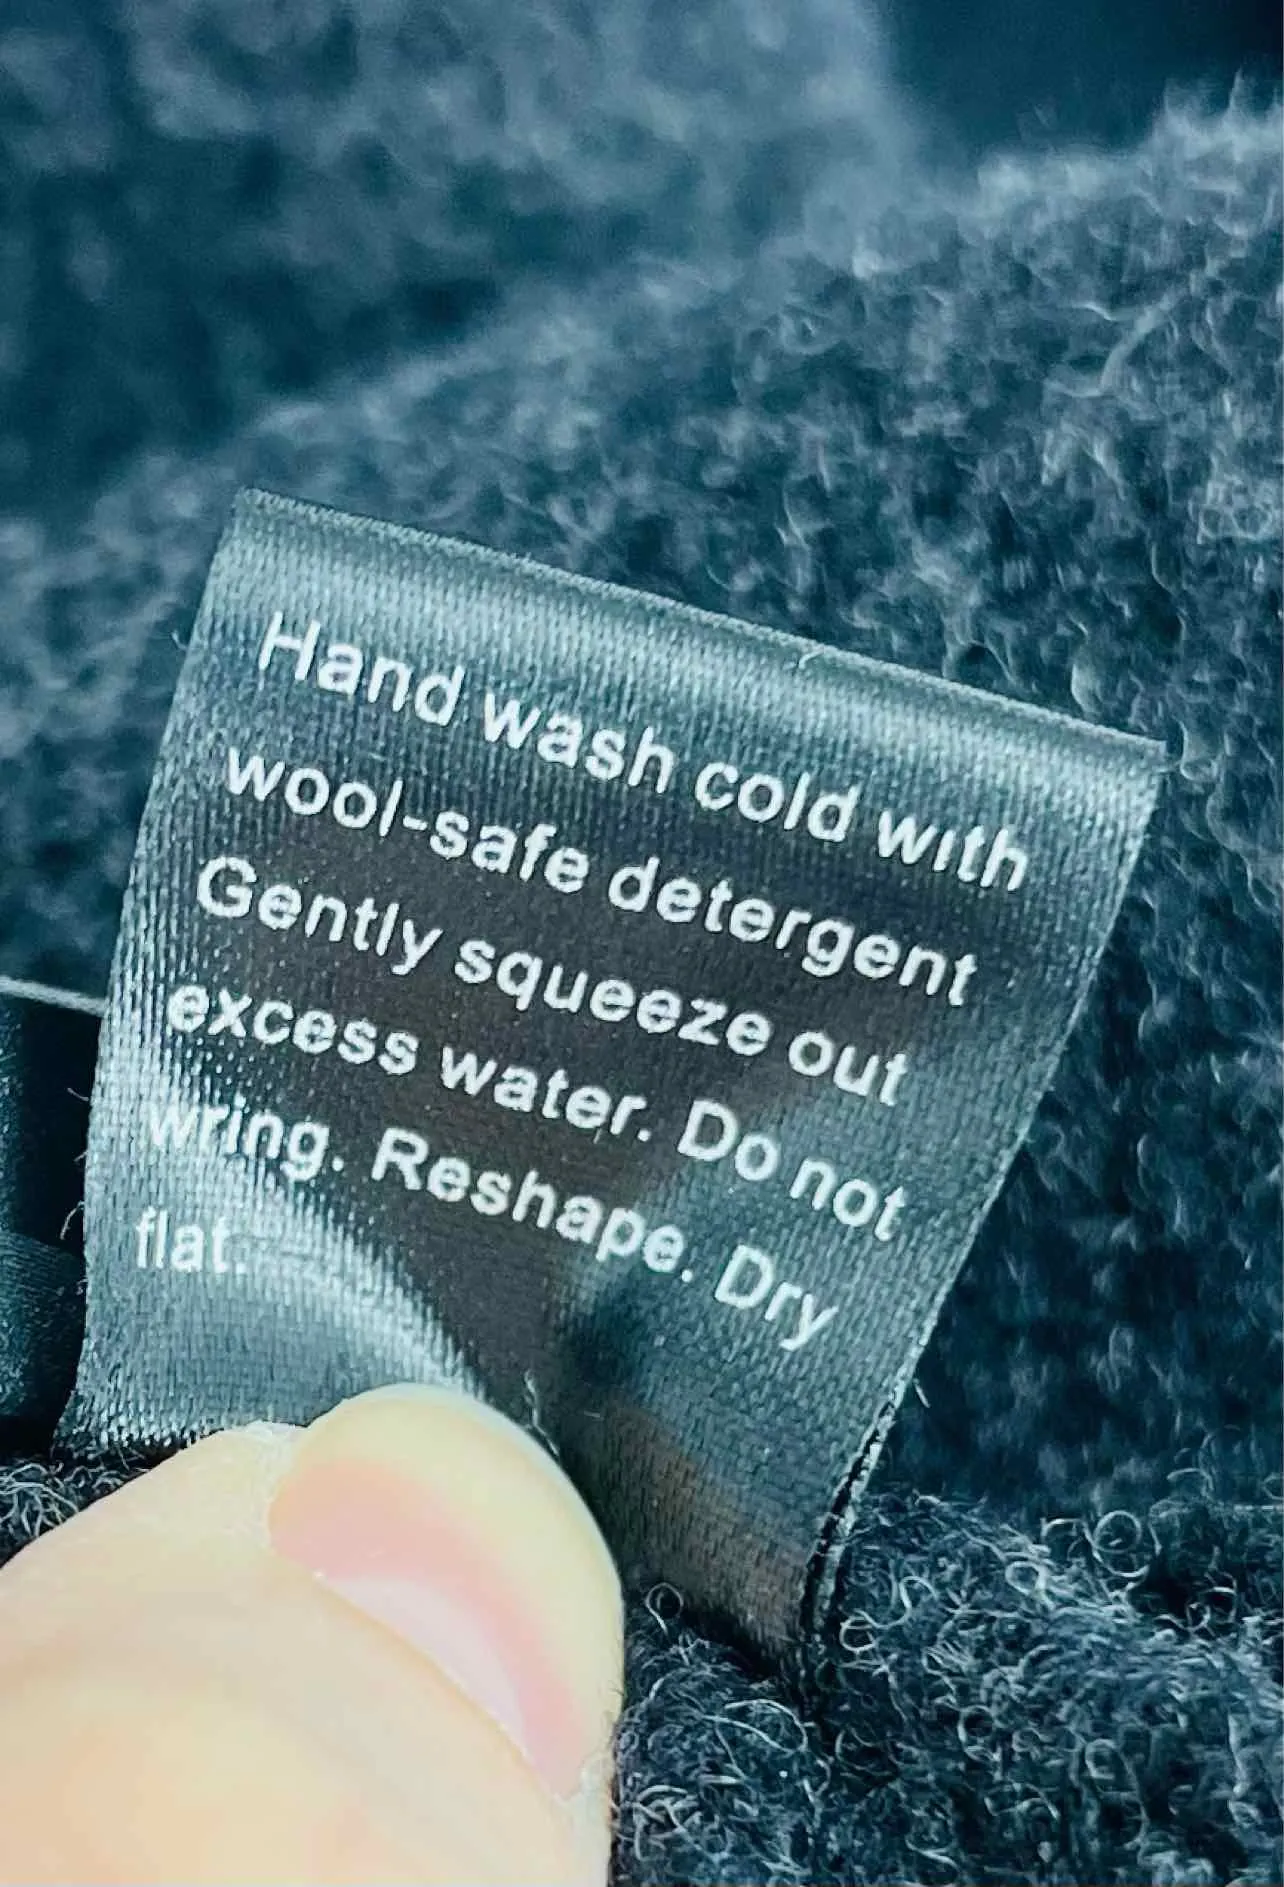 Hand wash cold with
wool-safe detergent
Gently squeeze out
excess water. Do not
wring. Reshape. Dry
flat.